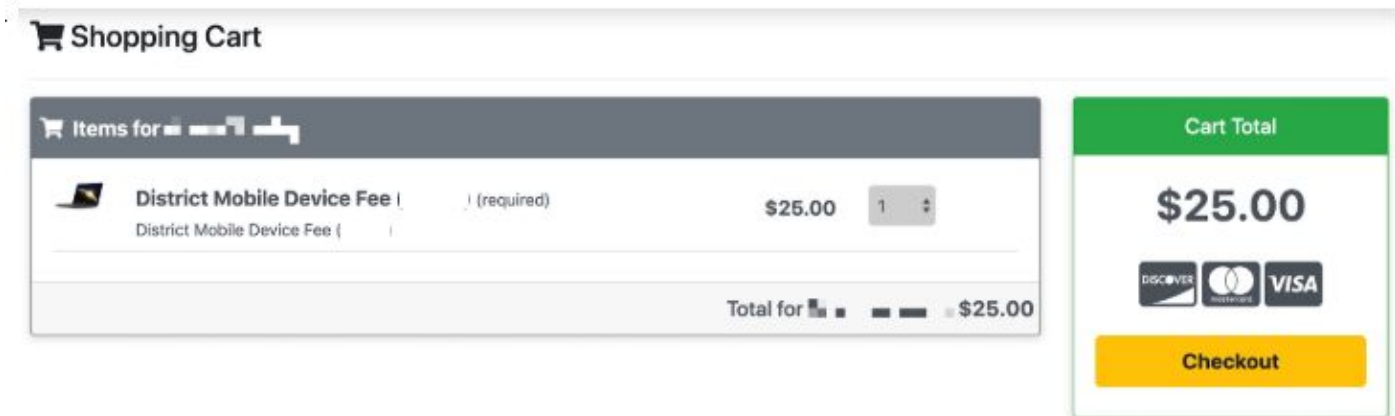 Shopping Cart
Items for
Cart Total
District Mobile Device Fee ( ) (required)
$25.00
1
District Mobile Device Fee (
$25.00
DISCOVER
mastercard
VISA
Total for $25.00
Checkout